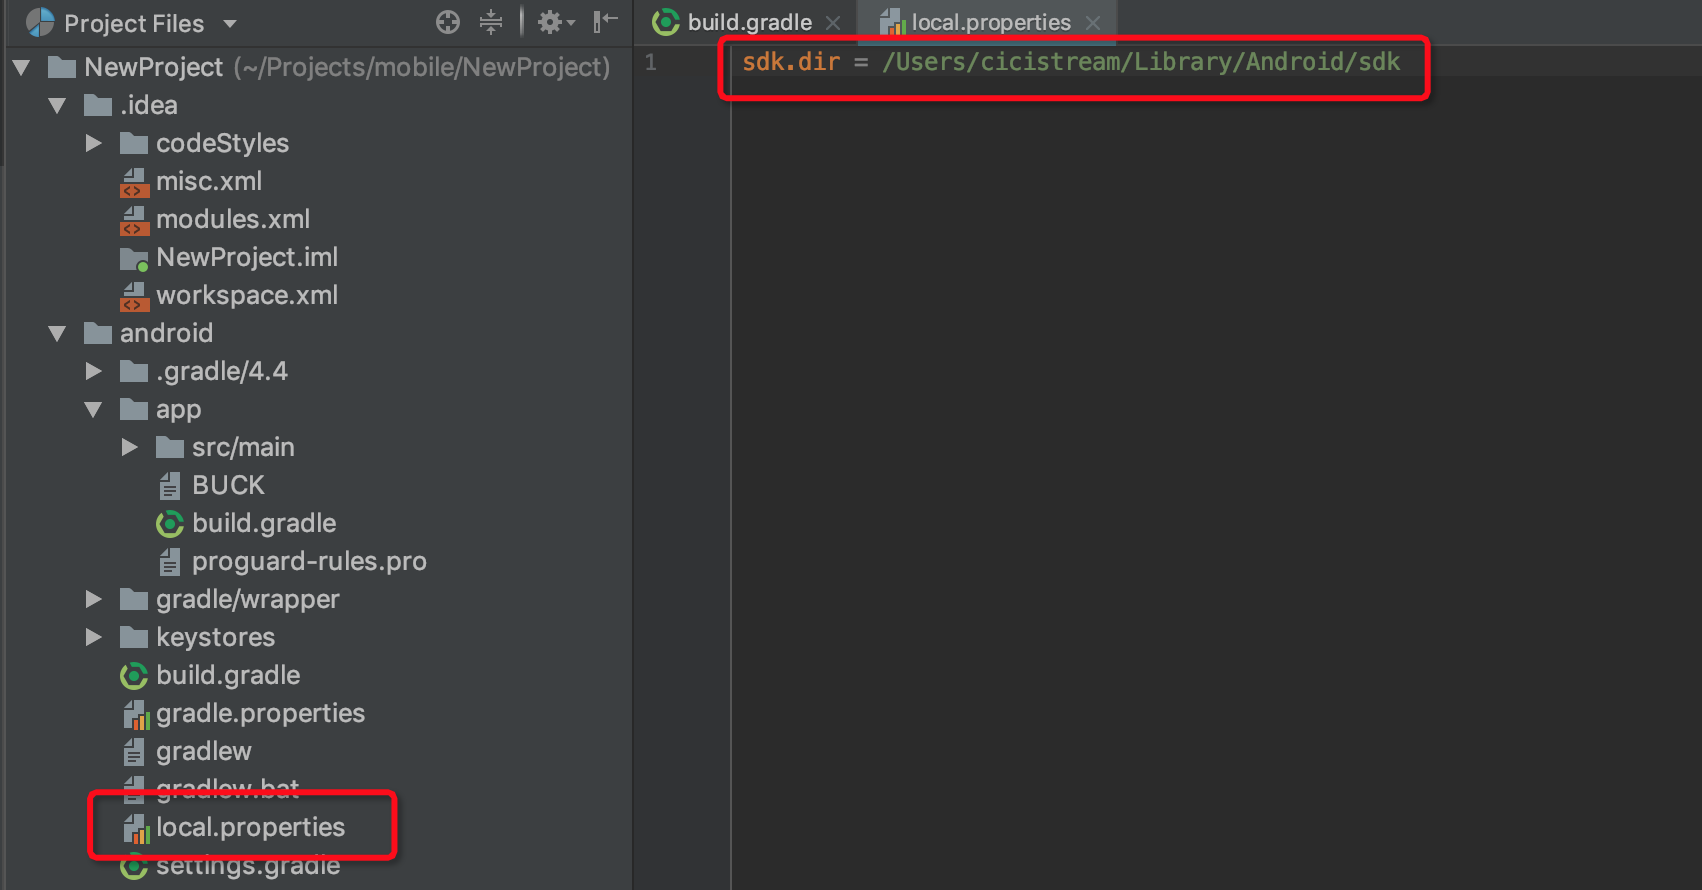 Project Files
NewProject (~/Projects/mobile/NewProject)
.idea
codeStyles
misc.xml
modules.xml
NewProject.iml
workspace.xml
android
.gradle/4.4
app
src/main
BUCK
build.gradle
proguard-rules.pro
gradle/wrapper
keystores
build.gradle
gradle.properties
gradlew
gradlew.bat
local.properties
settings.gradle
build.gradle
local.properties
1 sdk.dir = /Users/cicistream/Library/Android/sdk